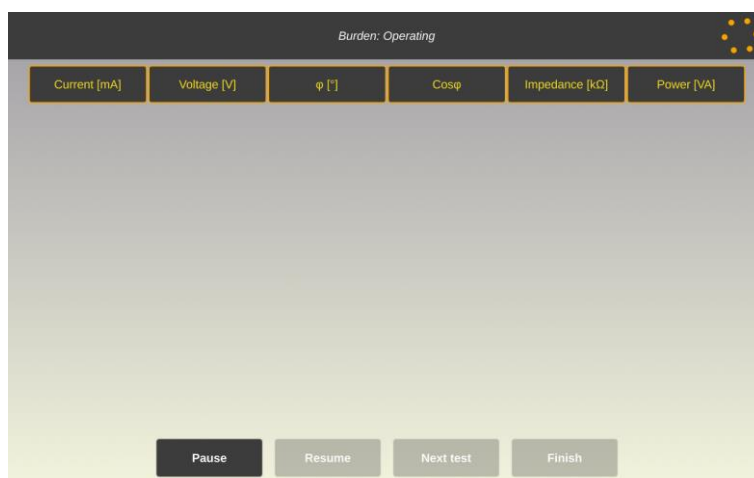 Burden: Operating
Current [mA] Voltage [V] φ [°] Cosφ Impedance [kΩ] Power [VA]
Pause Resume Next test Finish